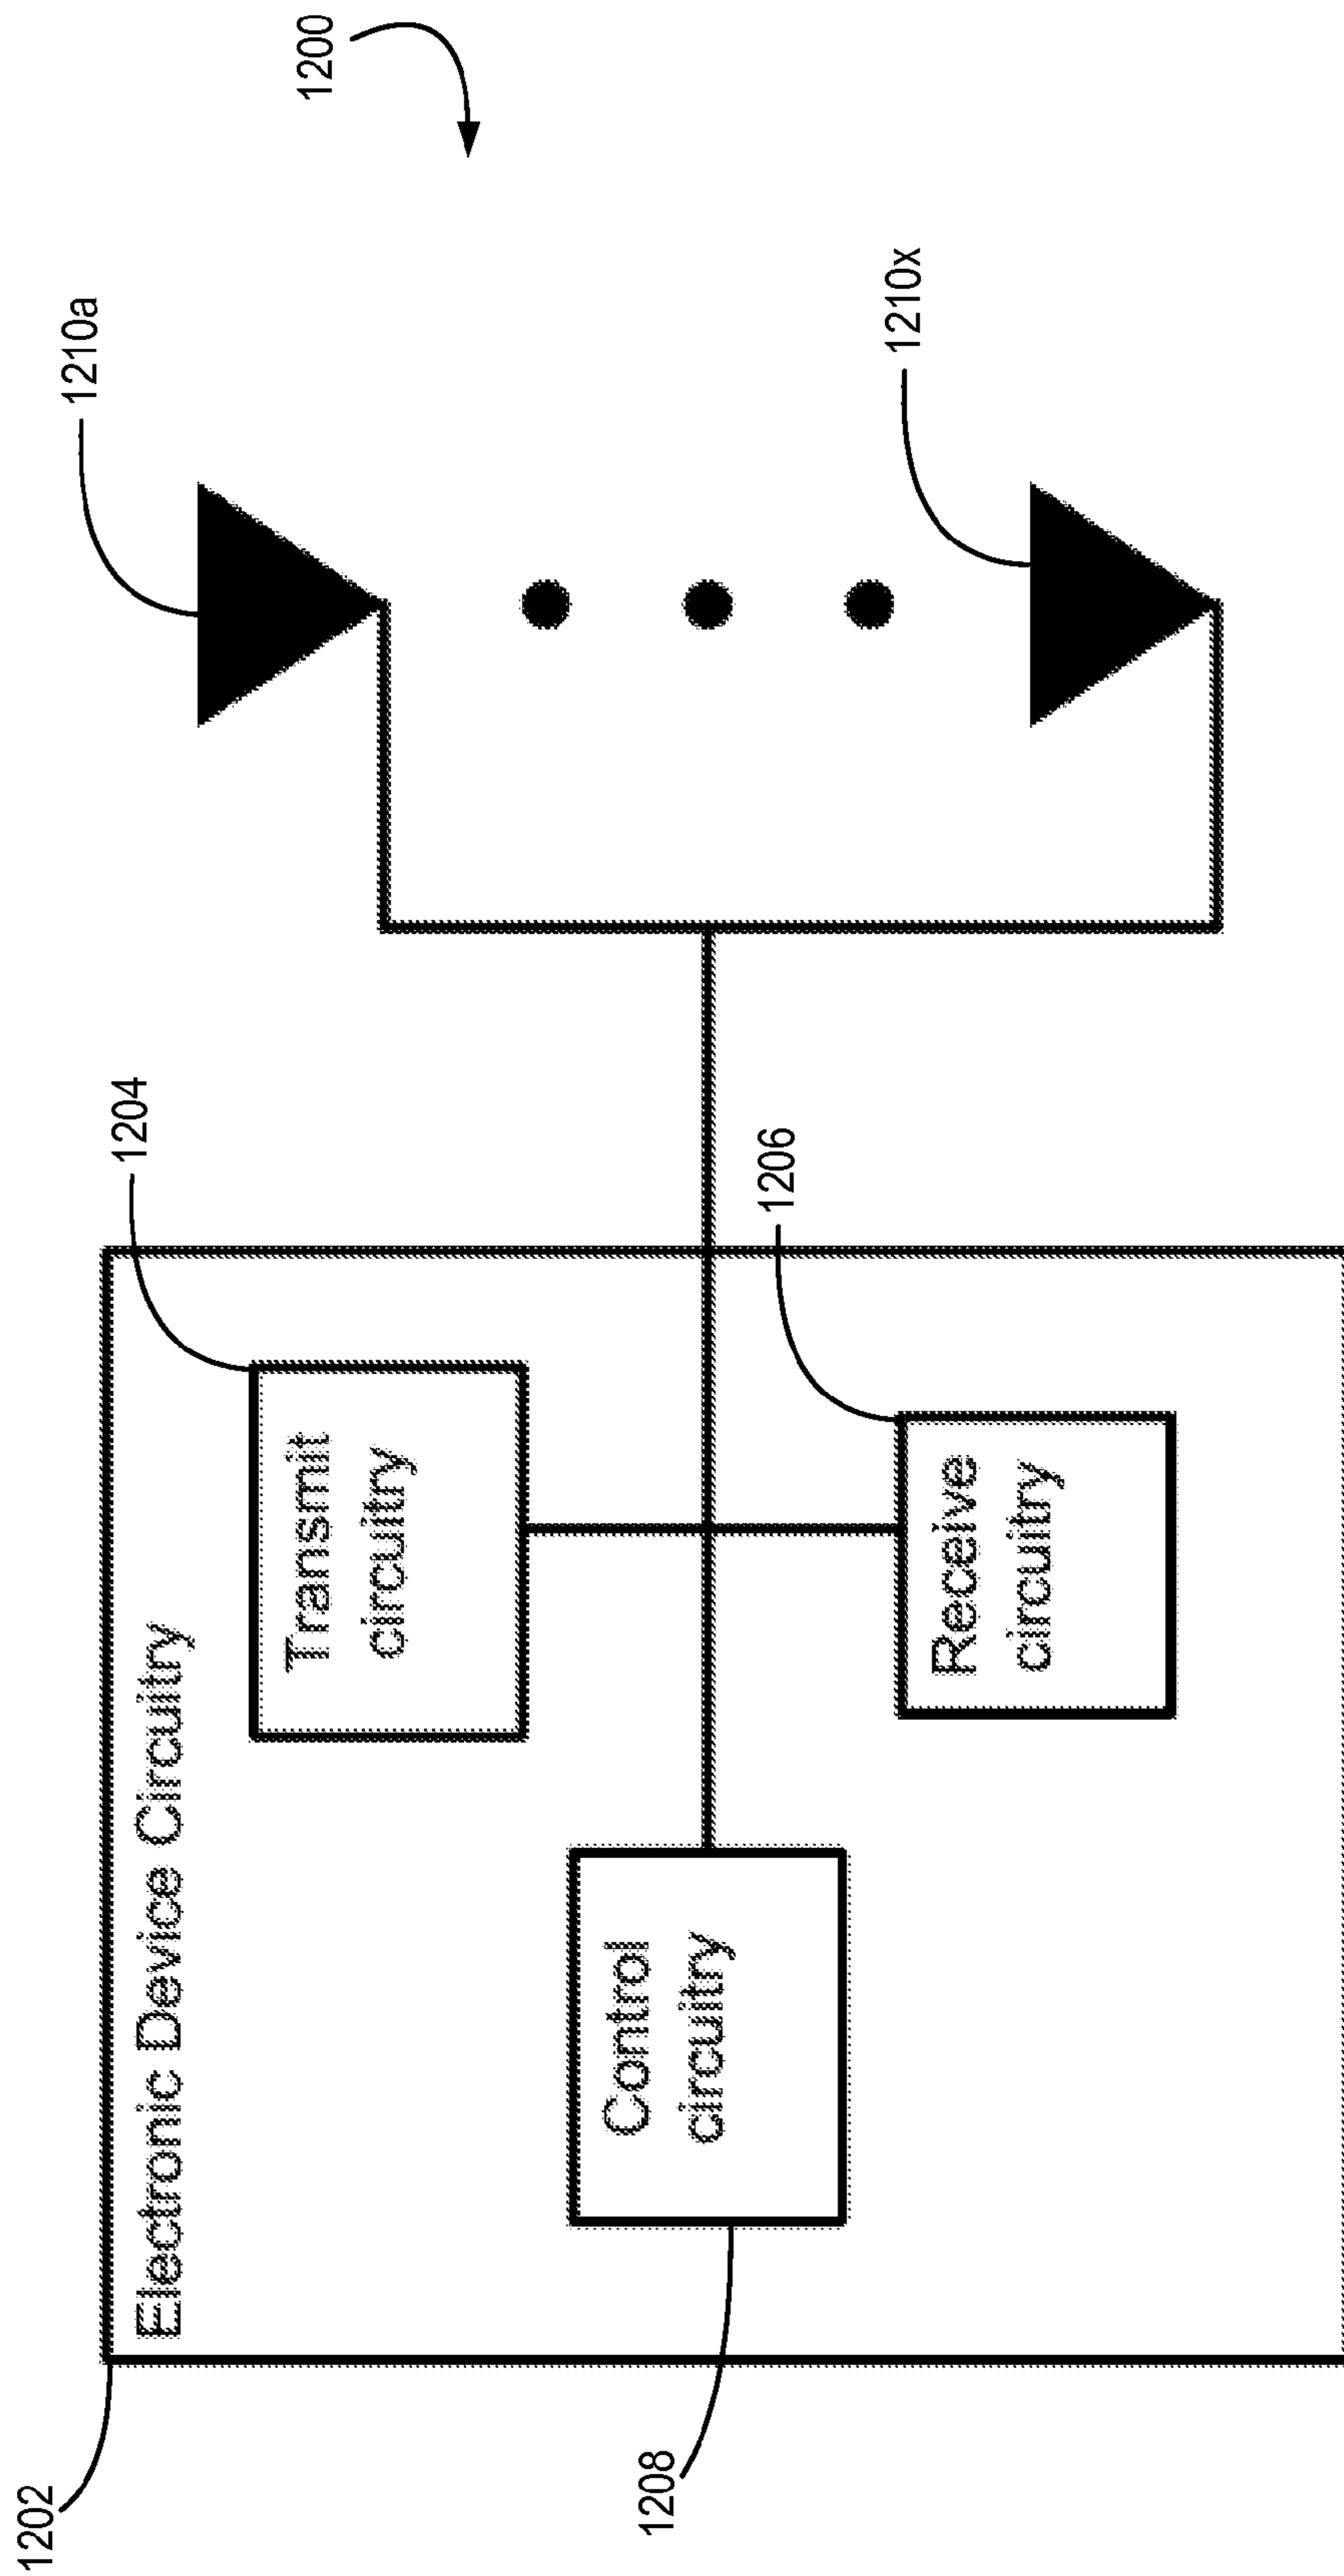 1200
1210a
1210x
1204
1206
1202
Electronic Device Circuitry
Transmit
circuitry
Control
circuitry
Receive
circuitry
1208